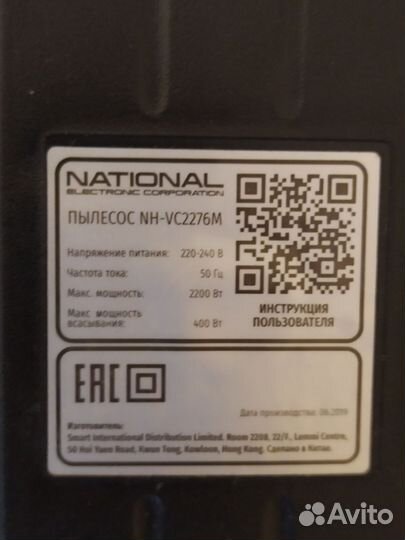 NATIONAL
ELECTRONIC CORPORATION
ПЫЛЕСОС NH-VC2276M
Напряжение питания: 220-240 В
Частота тока: 50 Гц
Макс. мощность: 2200 Вт
Макс. мощность
всасывания: 400 Вт
ИНСТРУКЦИЯ
ПОЛЬЗОВАТЕЛЯ
EAC
Дата производства: 06.2019
Изготовитель:
Smart International Distribution Limited. Room 2208, 22/F., Lemmi Centre,
50 Hoi Yuen Road, Kwun Tong, Kowloon, Hong Kong. Сделано в Китае.
Avito